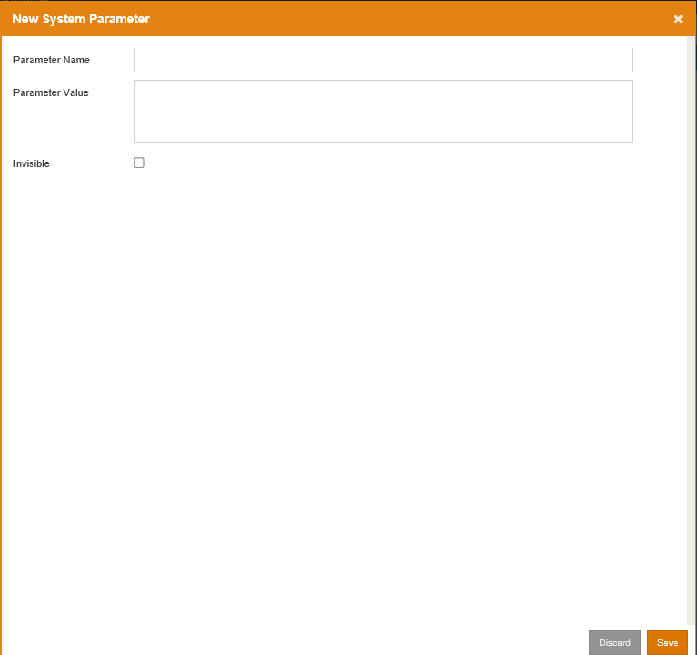 New System Parameter
Parameter Name
Parameter Value
Invisible
Discard Save